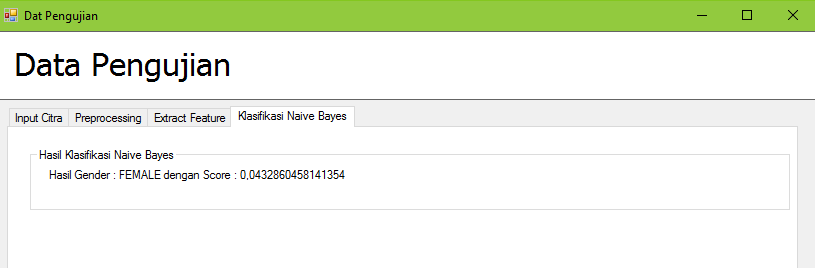 Dat Pengujian
Data Pengujian
Input Citra Preprocessing Extract Feature Klasifikasi Naive Bayes
Hasil Klasifikasi Naive Bayes
Hasil Gender : FEMALE dengan Score : 0,0432860458141354